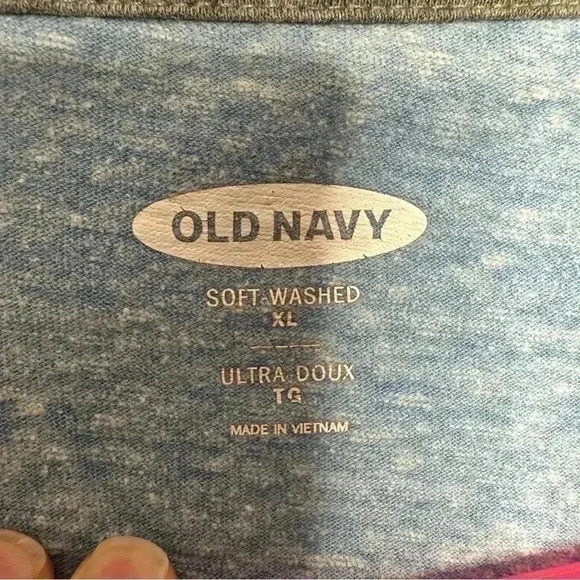 OLD NAVY
SOFT-WASHED
XL
ULTRA-DOUX
TG
MADE IN VIETNAM